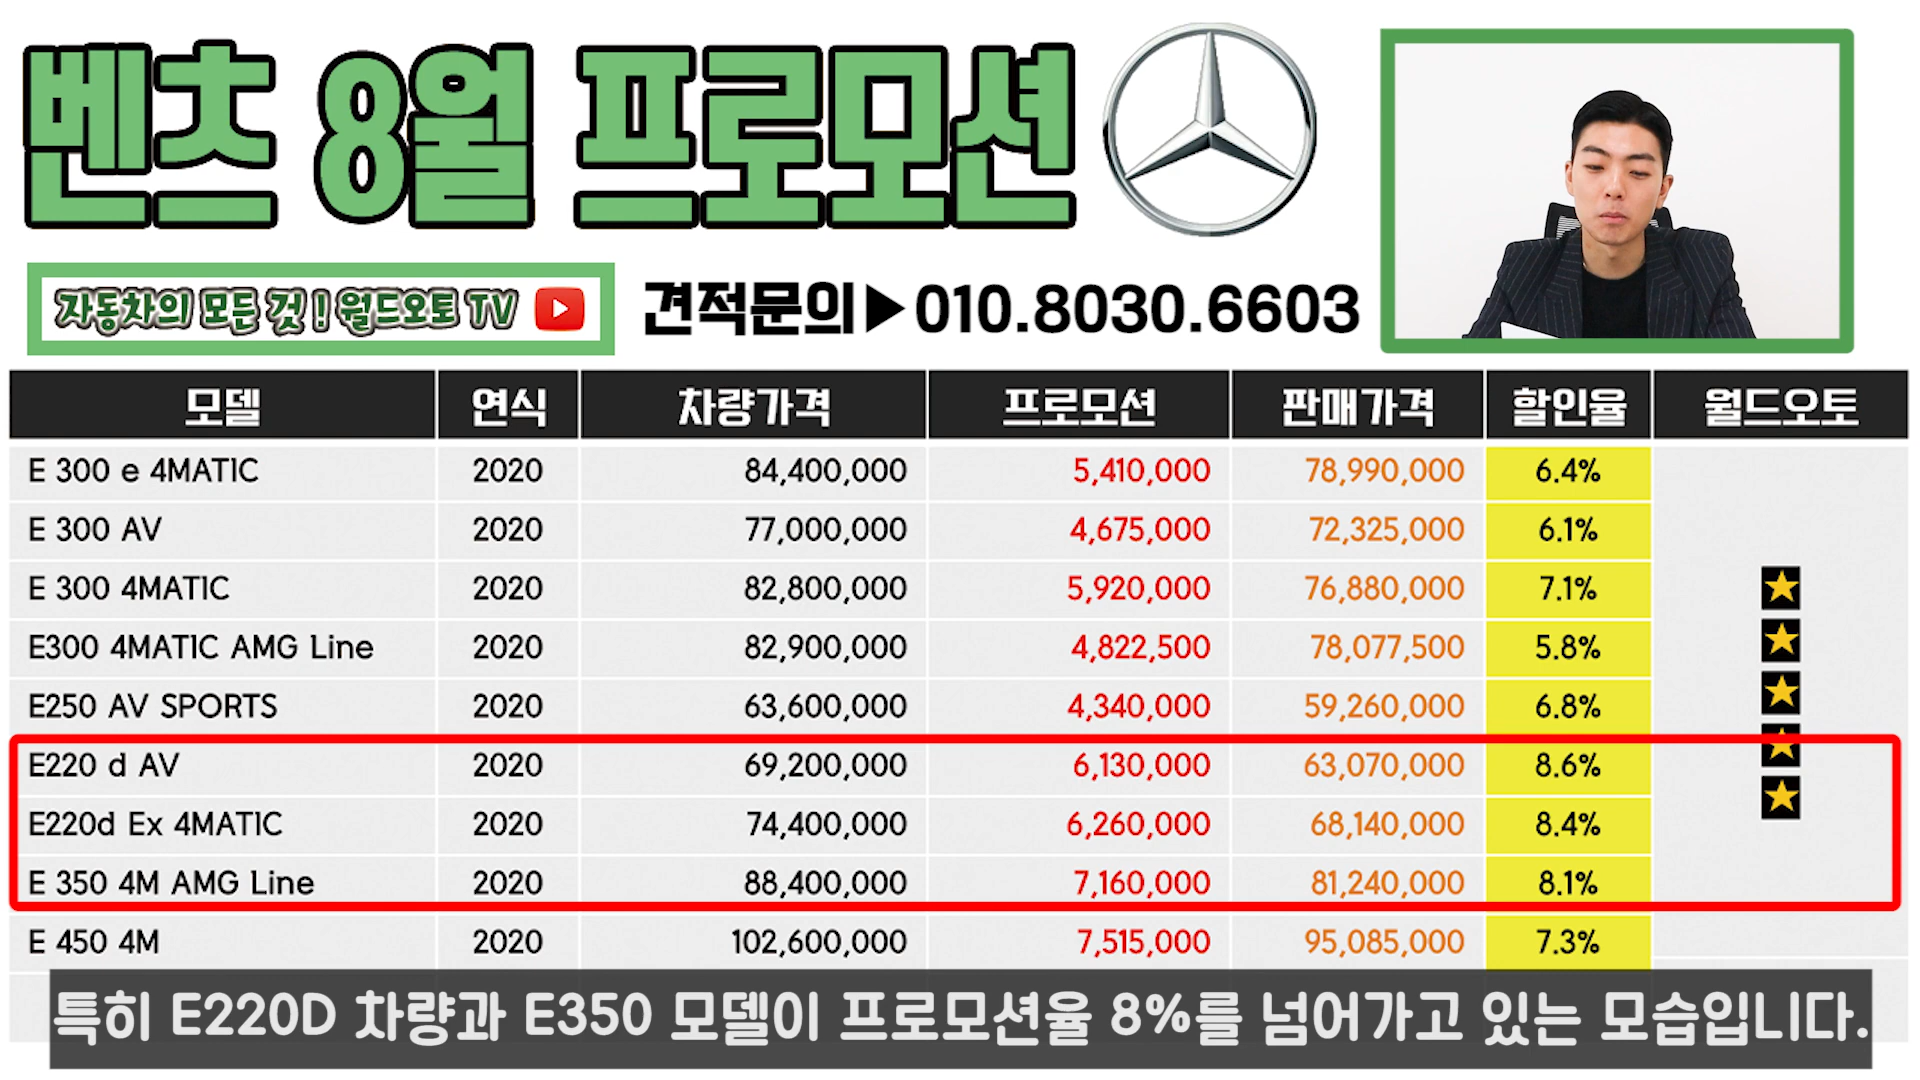 벤츠 8월 프로모션
자동차의 모든 것 ! 월드오토 TV
견적문의▶010.8030.6603
모델 연식 차량가격 프로모션 판매가격 할인율 월드오토
E 300 e 4MATIC 2020 84,400,000 5,410,000 78,990,000 6.4%
E 300 AV 2020 77,000,000 4,675,000 72,325,000 6.1%
E 300 4MATIC 2020 82,800,000 5,920,000 76,880,000 7.1%
E300 4MATIC AMG Line 2020 82,900,000 4,822,500 78,077,500 5.8%
E250 AV SPORTS 2020 63,600,000 4,340,000 59,260,000 6.8%
E220 d AV 2020 69,200,000 6,130,000 63,070,000 8.6%
E220d Ex 4MATIC 2020 74,400,000 6,260,000 68,140,000 8.4%
E 350 4M AMG Line 2020 88,400,000 7,160,000 81,240,000 8.1%
E 450 4M 2020 102,600,000 7,515,000 95,085,000 7.3%
특히 E220D 차량과 E350 모델이 프로모션율 8%를 넘어가고 있는 모습입니다.